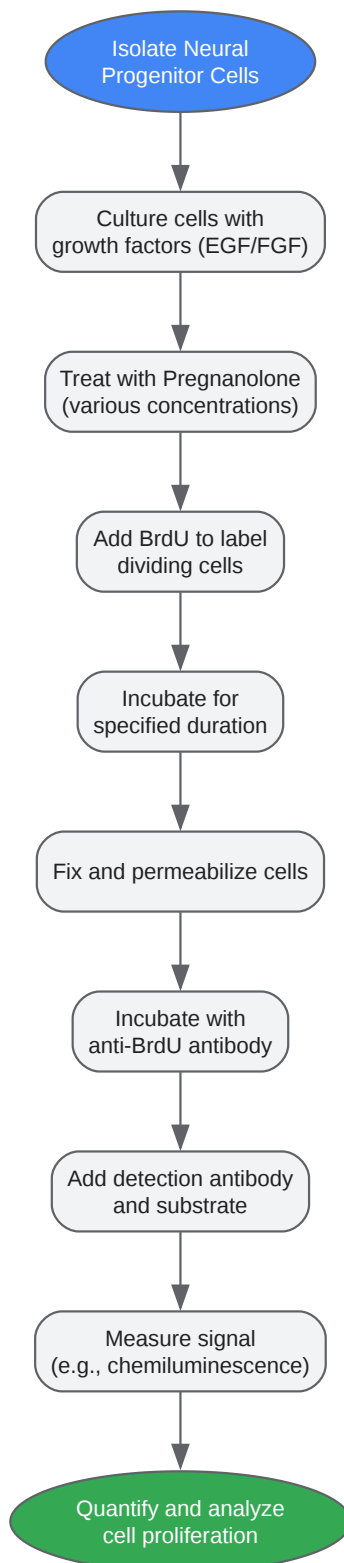 Isolate Neural
Progenitor Cells
Culture cells with
growth factors (EGF/FGF)
Treat with Pregnanolone
(various concentrations)
Add BrdU to label
dividing cells
Incubate for
specified duration
Fix and permeabilize cells
Incubate with
anti-BrdU antibody
Add detection antibody
and substrate
Measure signal
(e.g., chemiluminescence)
Quantify and analyze
cell proliferation